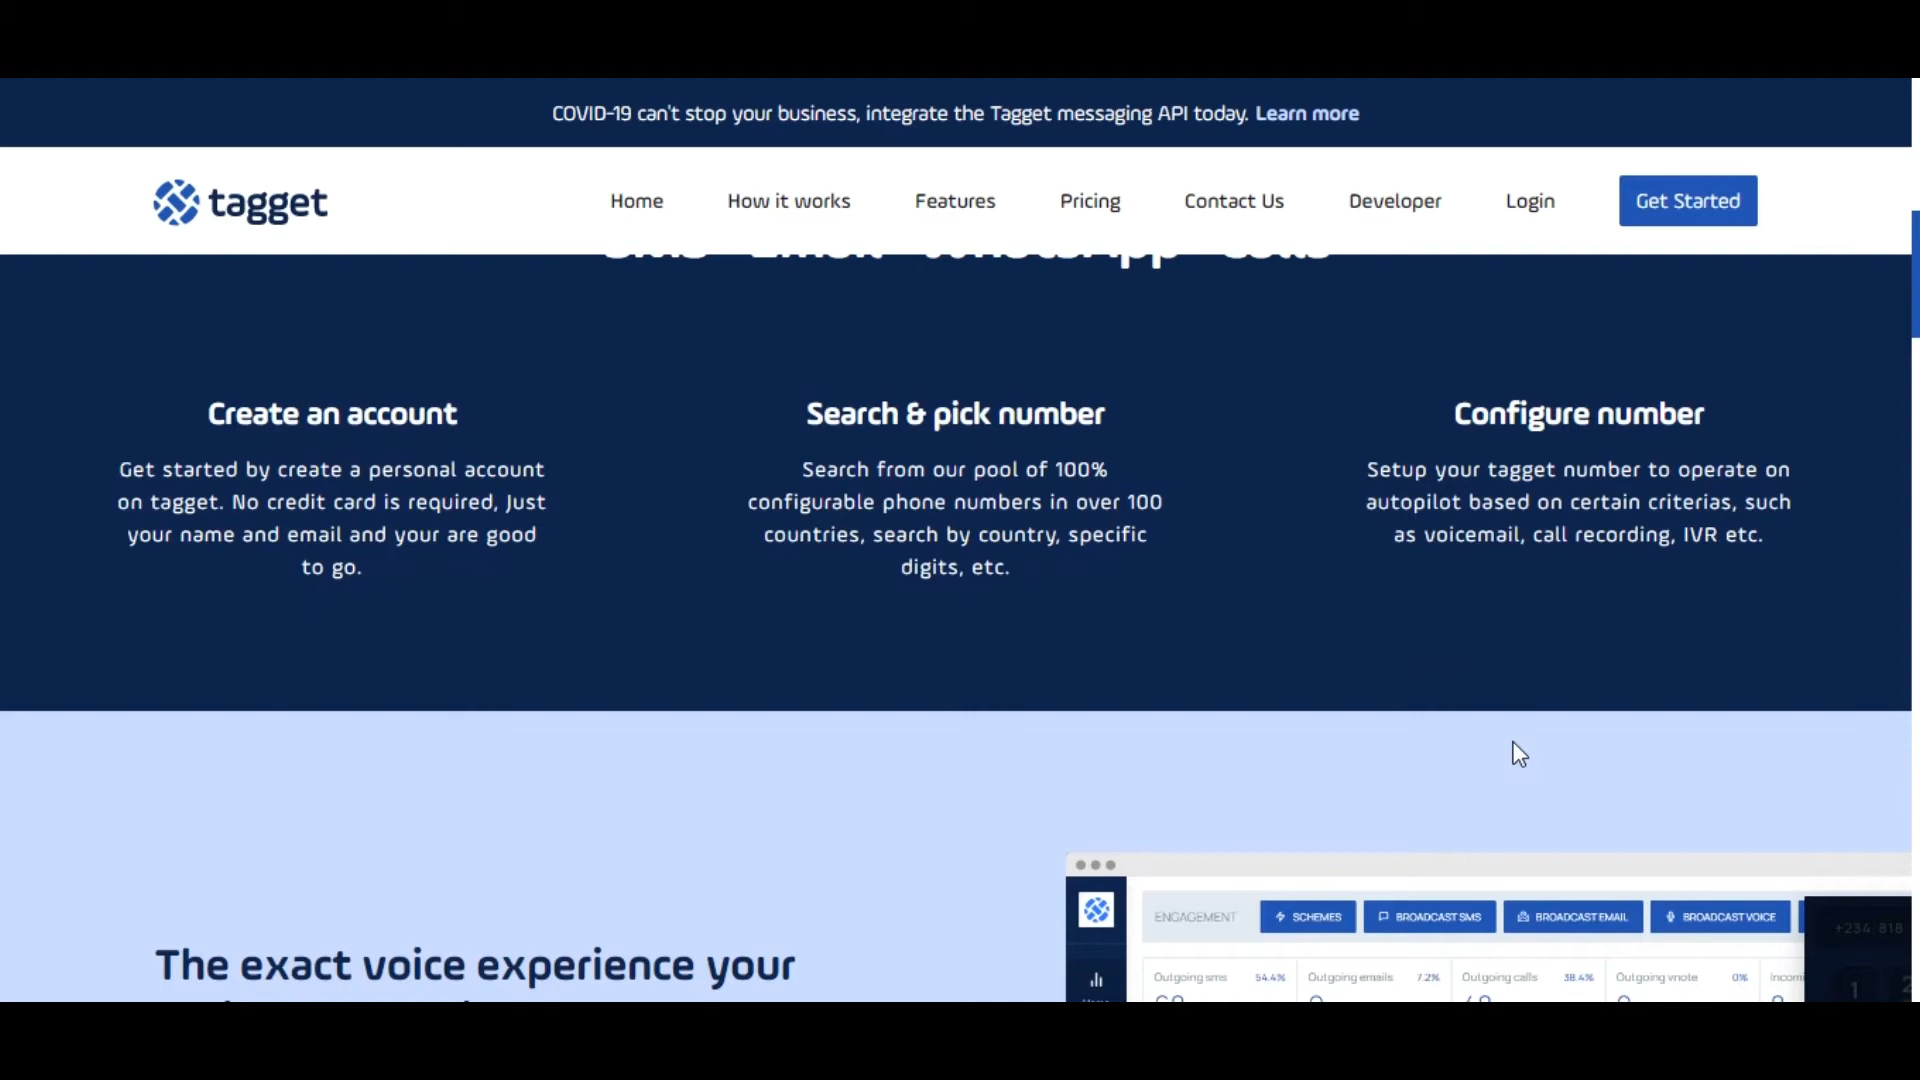 COVID-19 can't stop your business, integrate the Tagget messaging API today. Learn more
tagget
Home
How it works
Features
Pricing
Contact Us
Developer
Login
Get Started
Create an account
Get started by create a personal account
on tagget. No credit card is required, Just
your name and email and your are good
to go.
Search & pick number
Search from our pool of 100%
configurable phone numbers in over 100
countries, search by country, specific
digits, etc.
Configure number
Setup your tagget number to operate on
autopilot based on certain criterias, such
as voicemail, call recording, IVR etc.
The exact voice experience your
ENGAGEMENT
SCHEMES
BROADCAST SMS
BROADCAST EMAIL
BROADCAST VOICE
+234 818
Outgoing sms 54.4%
Outgoing emails 7.2%
Outgoing calls 38.4%
Outgoing vnote 0%
1